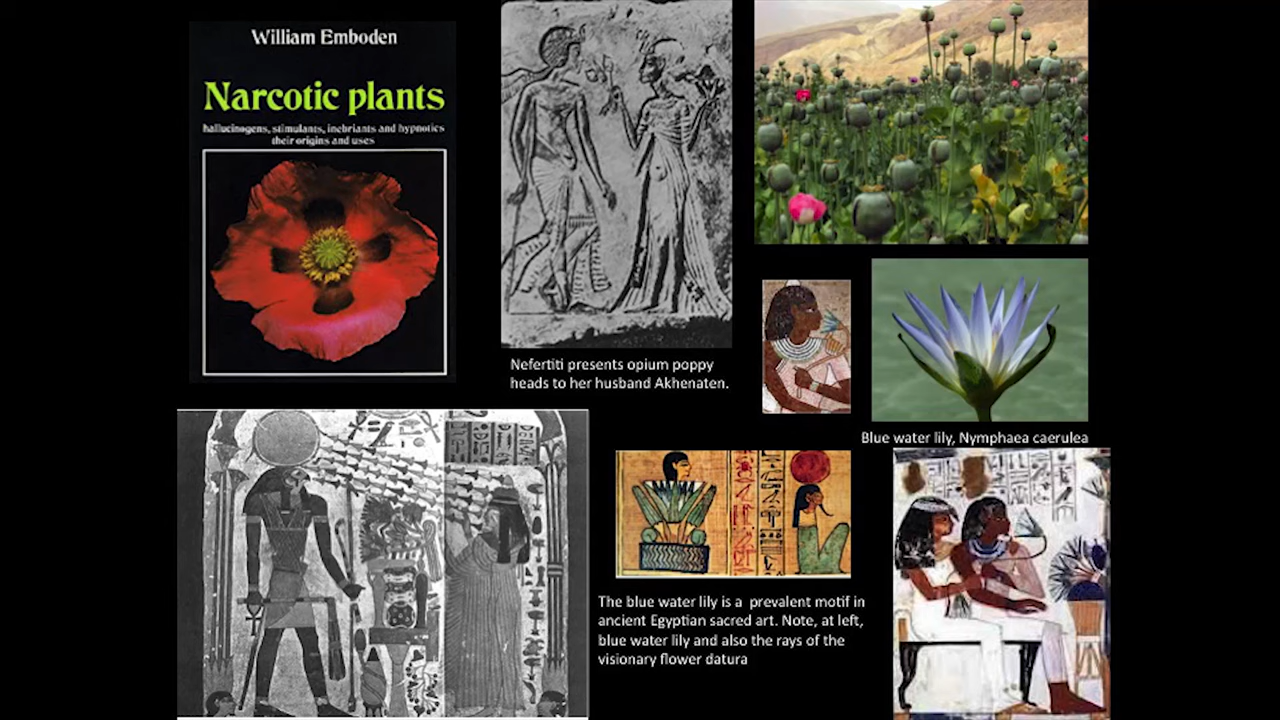 William Emboden
Narcotic plants
hallucinogens, stimulants, inebriants and hypnotics
their origins and uses
Nefertiti presents opium poppy
heads to her husband Akhenaten.
Blue water lily, Nymphaea caerulea
The blue water lily is a prevalent motif in
ancient Egyptian sacred art. Note, at left,
blue water lily and also the rays of the
visionary flower datura